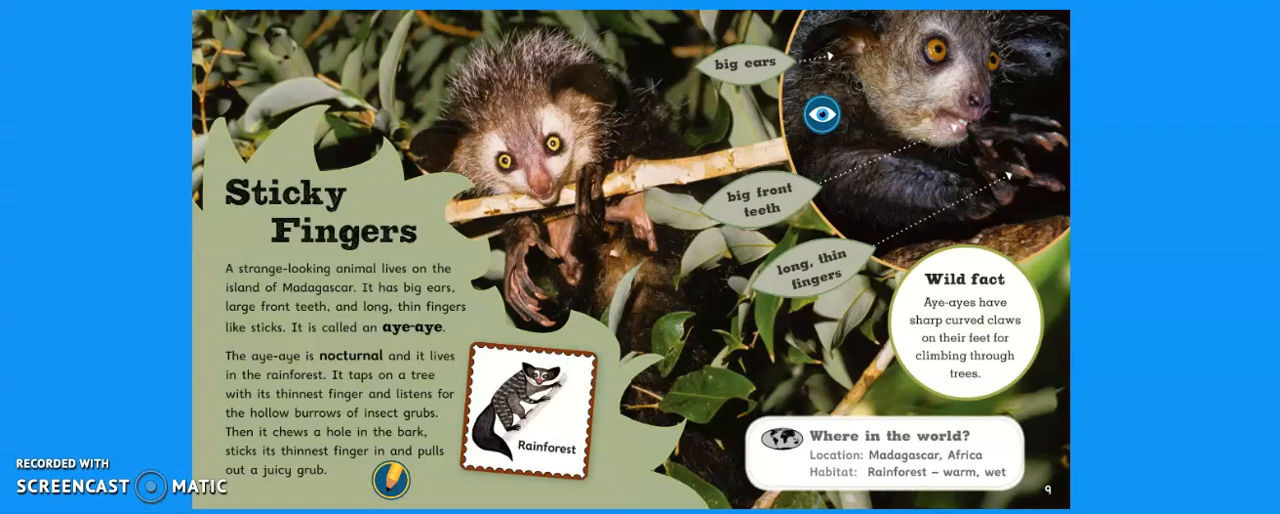 Sticky
Fingers
A strange-looking animal lives on the
island of Madagascar. It has big ears,
large front teeth, and long, thin fingers
like sticks. It is called an aye-aye.
The aye-aye is nocturnal and it lives
in the rainforest. It taps on a tree
with its thinnest finger and listens for
the hollow burrows of insect grubs.
Then it chews a hole in the bark,
sticks its thinnest finger in and pulls
out a juicy grub.
Rainforest
big ears
big front
teeth
long, thin
fingers
Wild fact
Aye-ayes have
sharp curved claws
on their feet for
climbing through
trees.
Where in the world?
Location: Madagascar, Africa
Habitat: Rainforest – warm, wet
9
RECORDED WITH
SCREENCAST MATIC